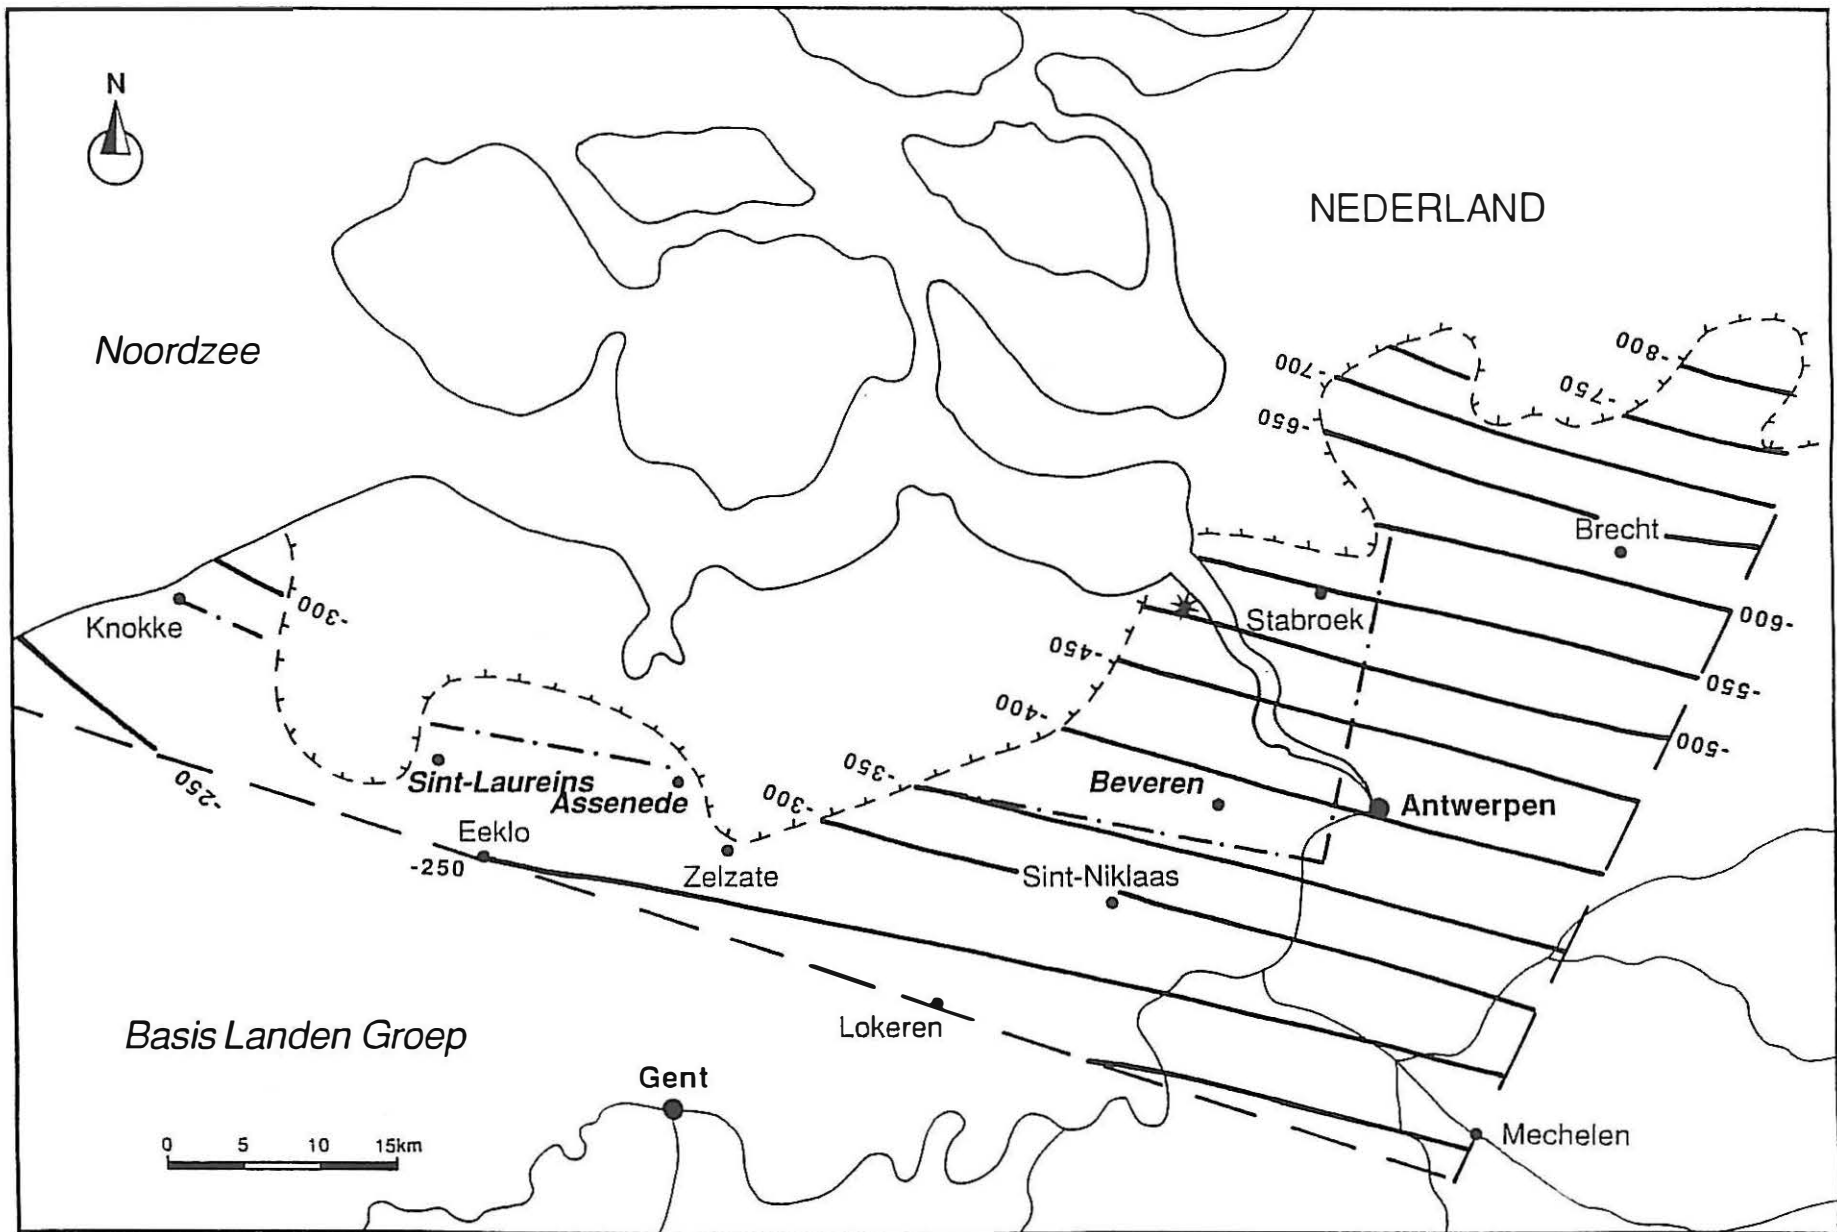 N
NEDERLAND
Noordzee
-800
-700
-750
-650
Brecht
-300
Knokke
-600
Stabroek
-450
-550
-400
-500
-250
Sint-Laureins
Assenede
-350
Beveren
-300
Antwerpen
Eeklo
-250
Zelzate
Sint-Niklaas
Lokeren
Basis Landen Groep
Gent
0 5 10 15km
Mechelen